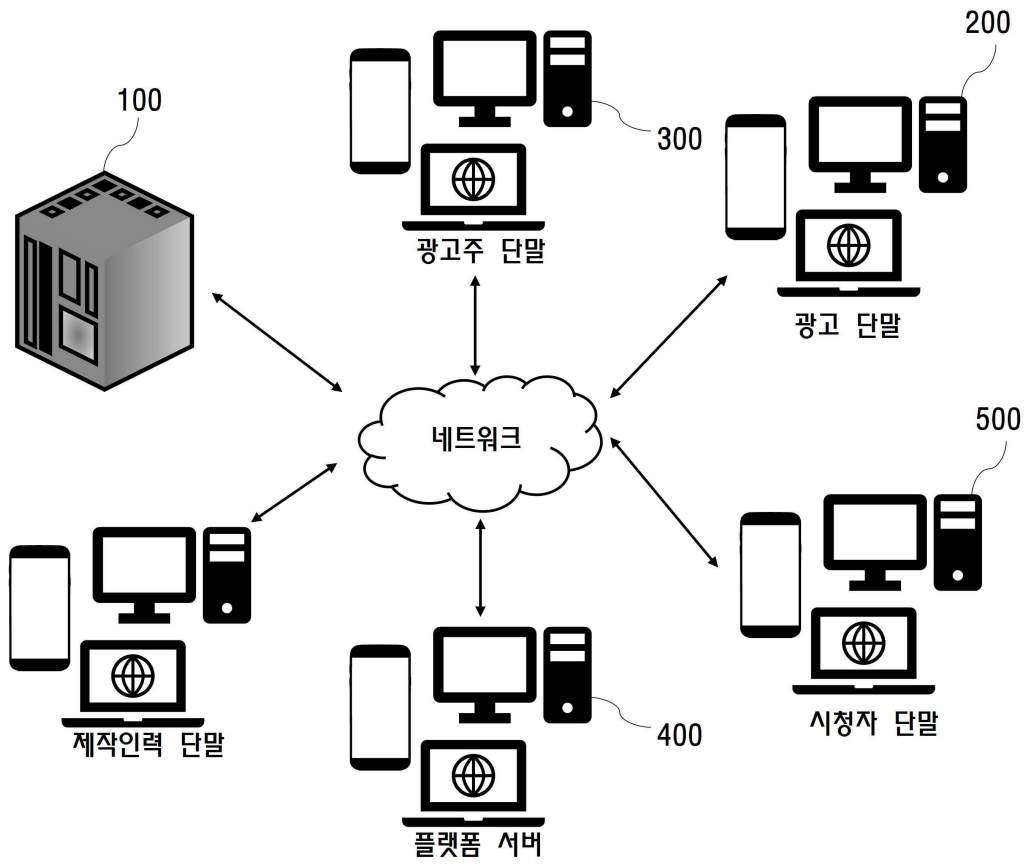 200
100
300
광고주 단말
광고 단말
네트워크
500
제작인력 단말
400
시청자 단말
플랫폼 서버